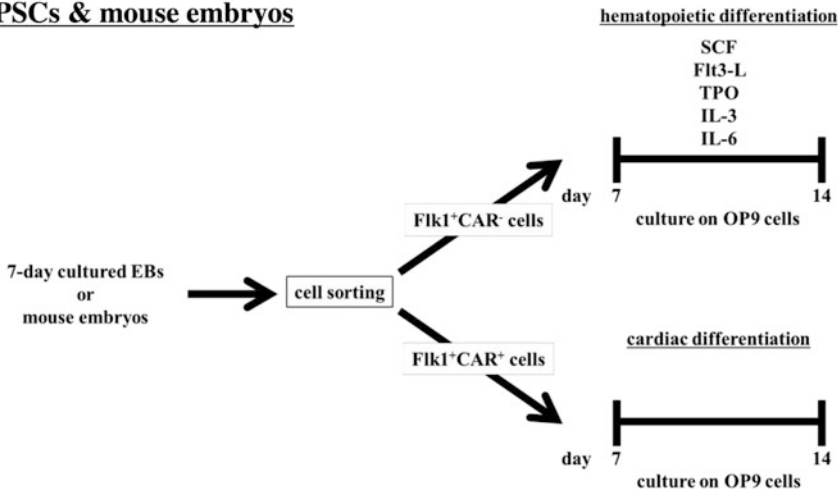 PSCs & mouse embryos
hematopoietic differentiation
SCF
Flt3-L
TPO
IL-3
IL-6
day
7
14
culture on OP9 cells
Flk1⁺CAR⁻ cells
7-day cultured EBs
or
mouse embryos
cell sorting
Flk1⁺CAR⁺ cells
cardiac differentiation
day
7
14
culture on OP9 cells